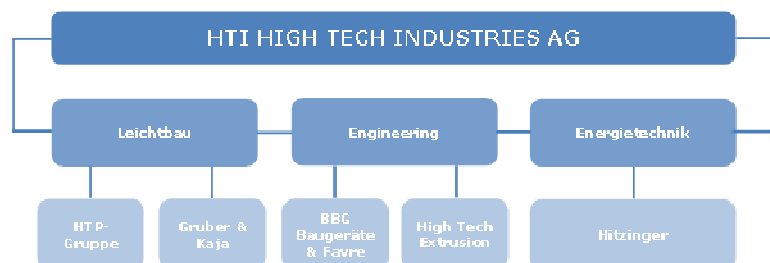 HTI HIGH TECH INDUSTRIES AG
Leichtbau
Engineering
Energietechnik
HTP-
Gruppe
Gruber &
Kaja
BBG
Baugeräte
& Favre
High Tech
Extrusion
Hitzinger